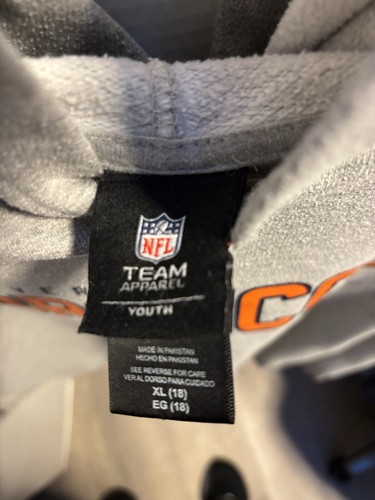 NFL
TEAM
APPAREL
YOUTH
MADE IN PAKISTAN
HECHO EN PAKISTAN
SEE REVERSE FOR CARE
VER AL DORSO PARA CUIDADO
XL (18)
EG (18)